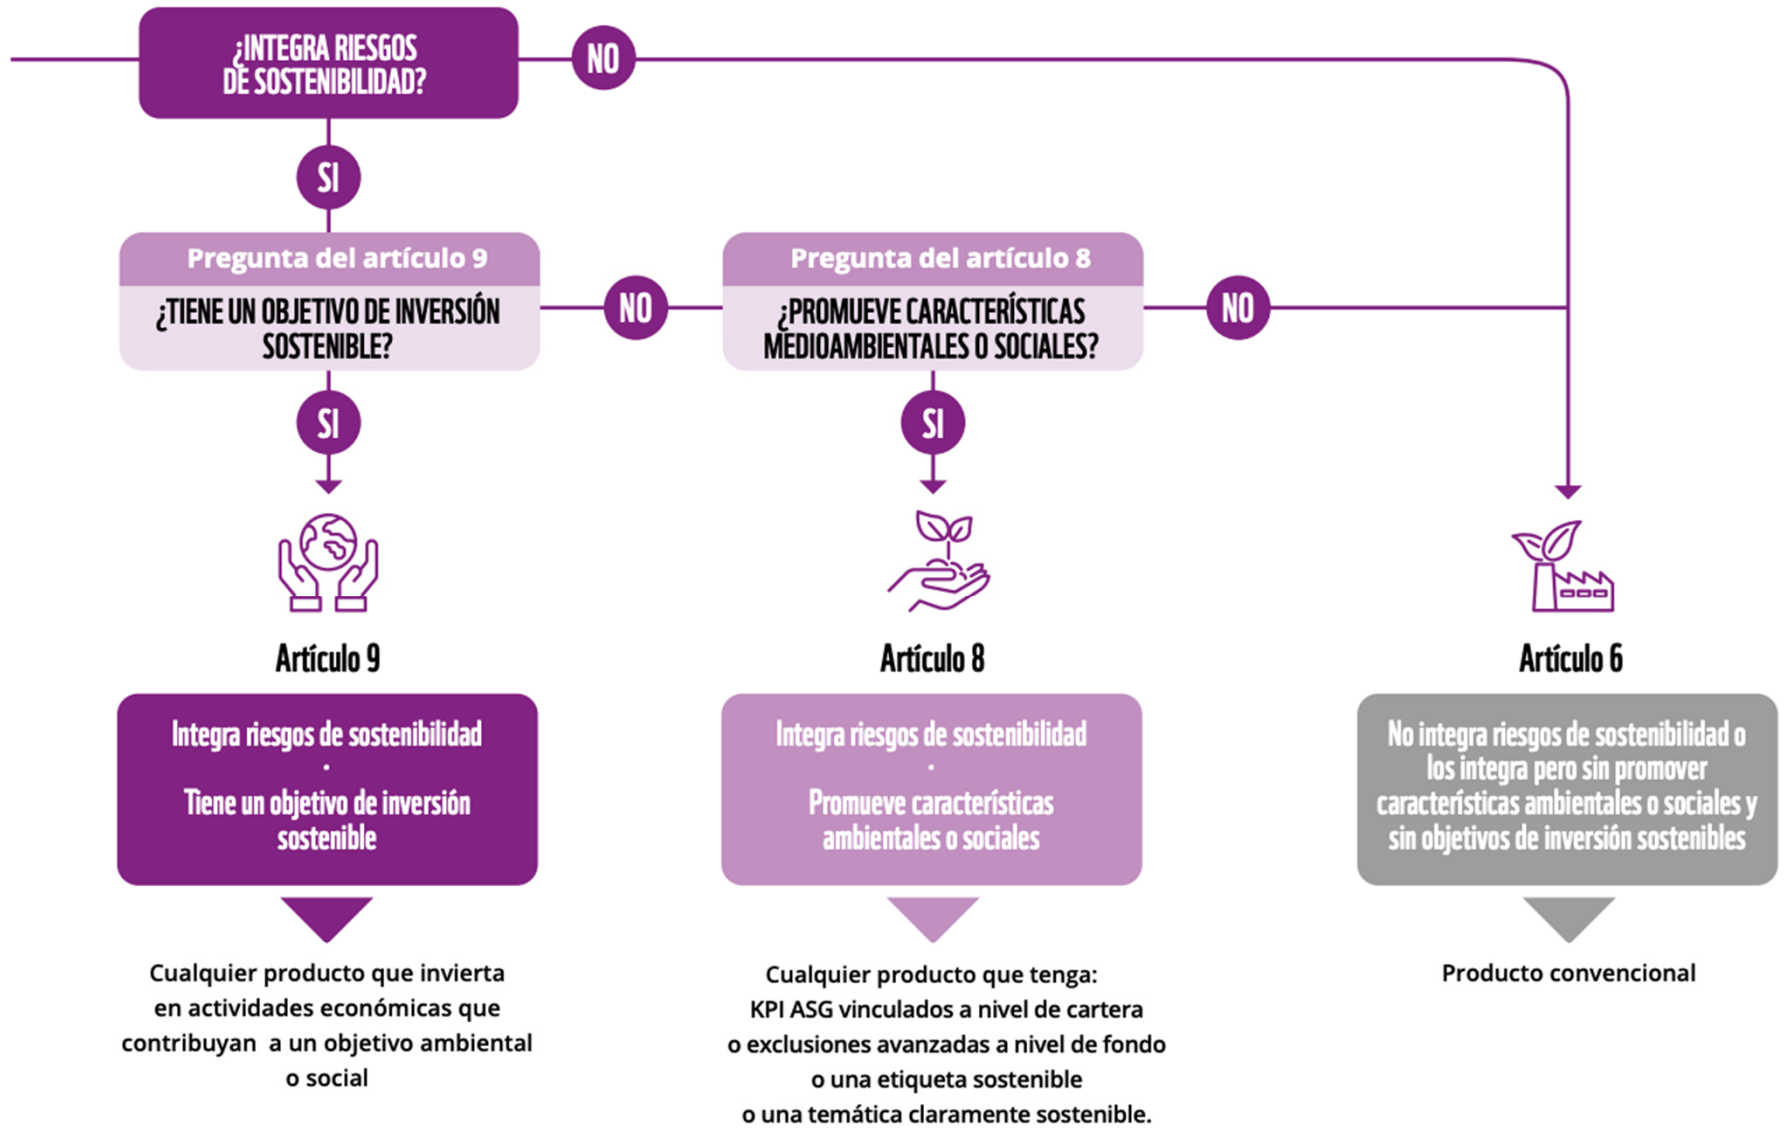 ¿INTEGRA RIESGOS
DE SOSTENIBILIDAD?
NO
SI
Pregunta del artículo 9
¿TIENE UN OBJETIVO DE INVERSIÓN
SOSTENIBLE?
NO
Pregunta del artículo 8
¿PROMUEVE CARACTERÍSTICAS
MEDIOAMBIENTALES O SOCIALES?
NO
SI
SI
Artículo 9
Integra riesgos de sostenibilidad
·
Tiene un objetivo de inversión
sostenible
Cualquier producto que invierta
en actividades económicas que
contribuyan a un objetivo ambiental
o social
Artículo 8
Integra riesgos de sostenibilidad
·
Promueve características
ambientales o sociales
Cualquier producto que tenga:
KPI ASG vinculados a nivel de cartera
o exclusiones avanzadas a nivel de fondo
o una etiqueta sostenible
o una temática claramente sostenible.
Artículo 6
No integra riesgos de sostenibilidad o
los integra pero sin promover
características ambientales o sociales y
sin objetivos de inversión sostenibles
Producto convencional